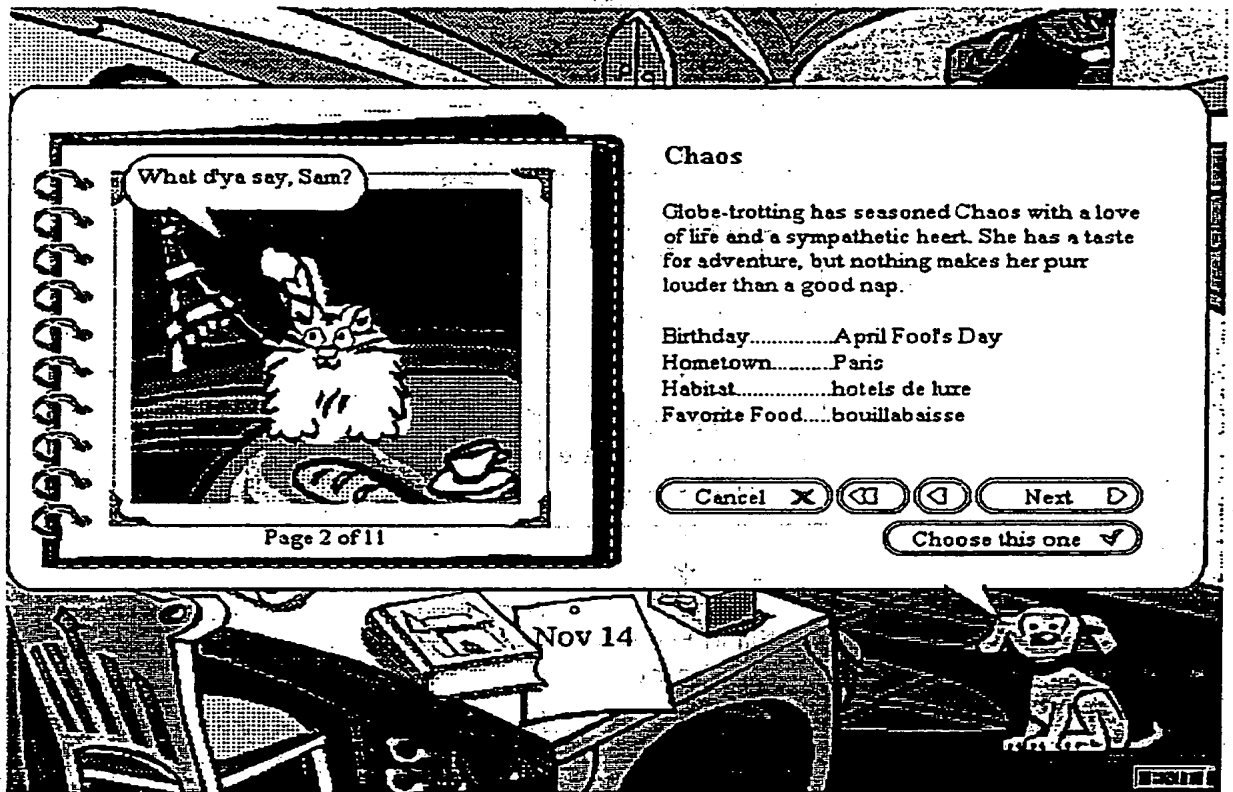 What d'ya say, Sam?
Page 2 of 11
Chaos
Globe-trotting has seasoned Chaos with a love
of life and a sympathetic heart. She has a taste
for adventure, but nothing makes her purr
louder than a good nap.
Birthday...............April Fool's Day
Hometown..........Paris
Habitat.................hotels de luxe
Favorite Food.....bouillabaisse
Cancel
Next
Choose this one
Nov 14